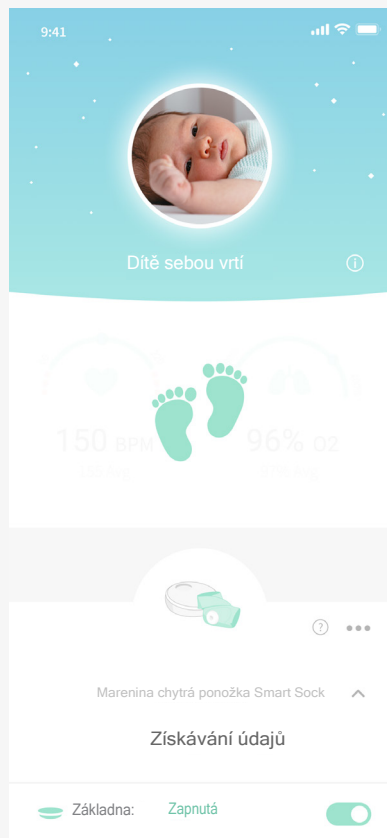 9:41
Dítě sebou vrtí
150 BPM
96% O2
Marenina chytrá ponožka Smart Sock
Získávání údajů
Základna: Zapnutá